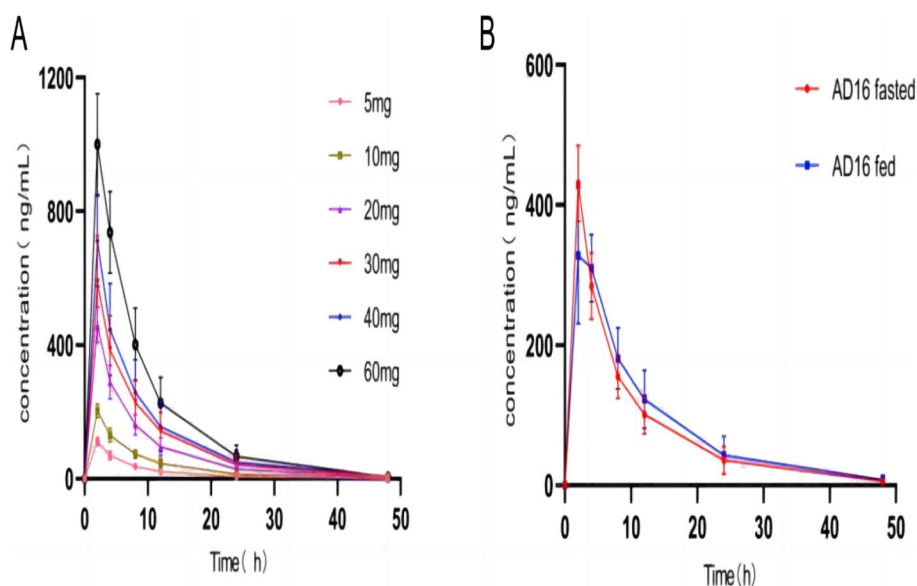 A
concentration( ng/mL)
1200
800
400
0
0 10 20 30 40 50
Time( h)
5mg
10mg
20mg
30mg
40mg
60mg
B
concentration( ng/mL)
600
400
200
0
0 10 20 30 40 50
Time(h)
AD16 fasted
AD16 fed